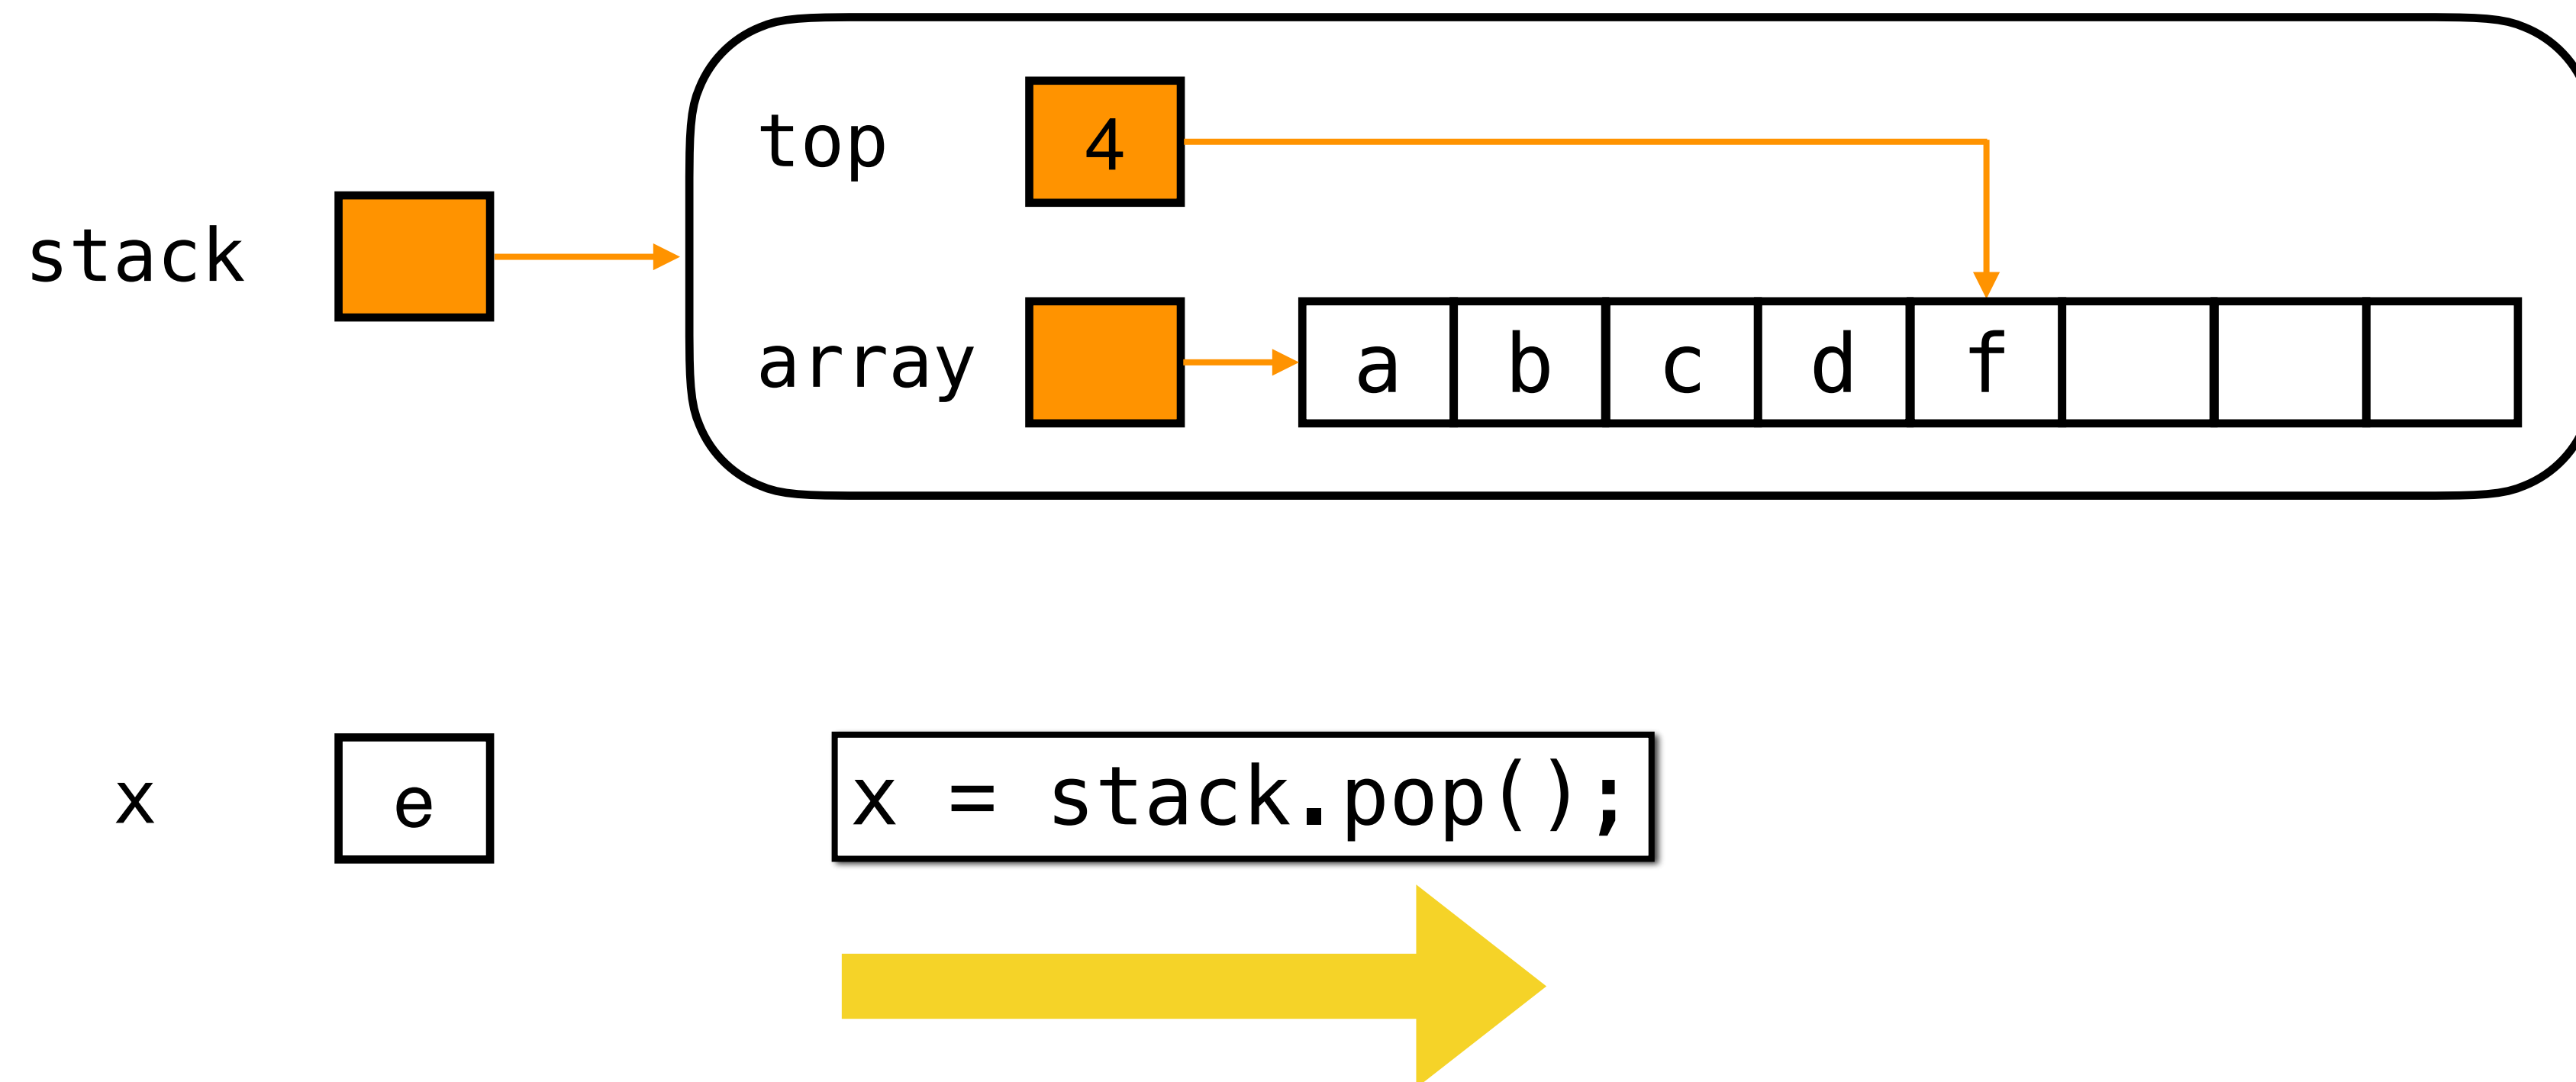 top 4
stack
array a b c d f
x e x = stack.pop();